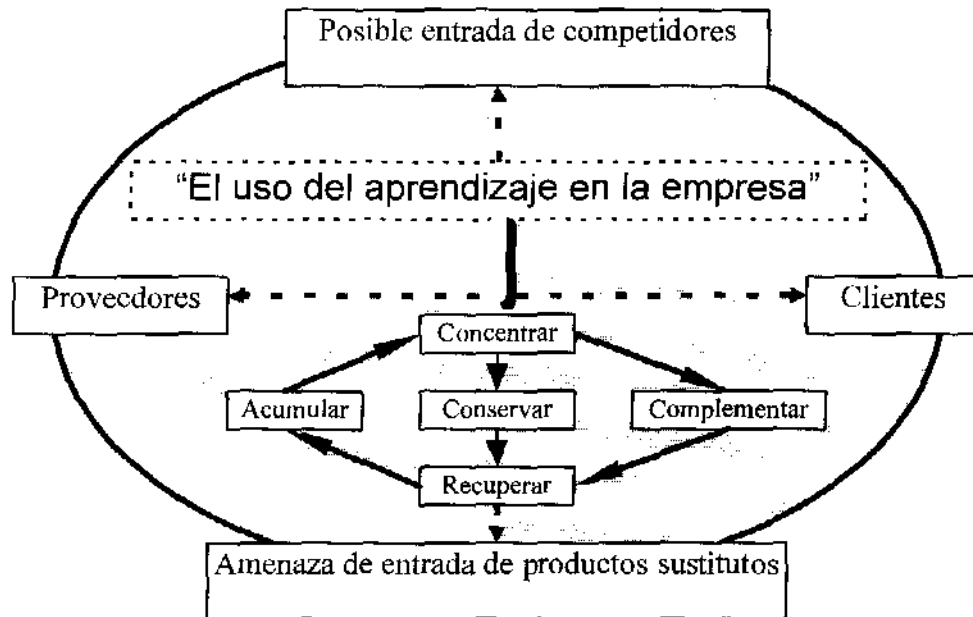 Posible entrada de competidores
“El uso del aprendizaje en la empresa”
Proveedores
Clientes
Concentrar
Acumular
Conservar
Complementar
Recuperar
Amenaza de entrada de productos sustitutos